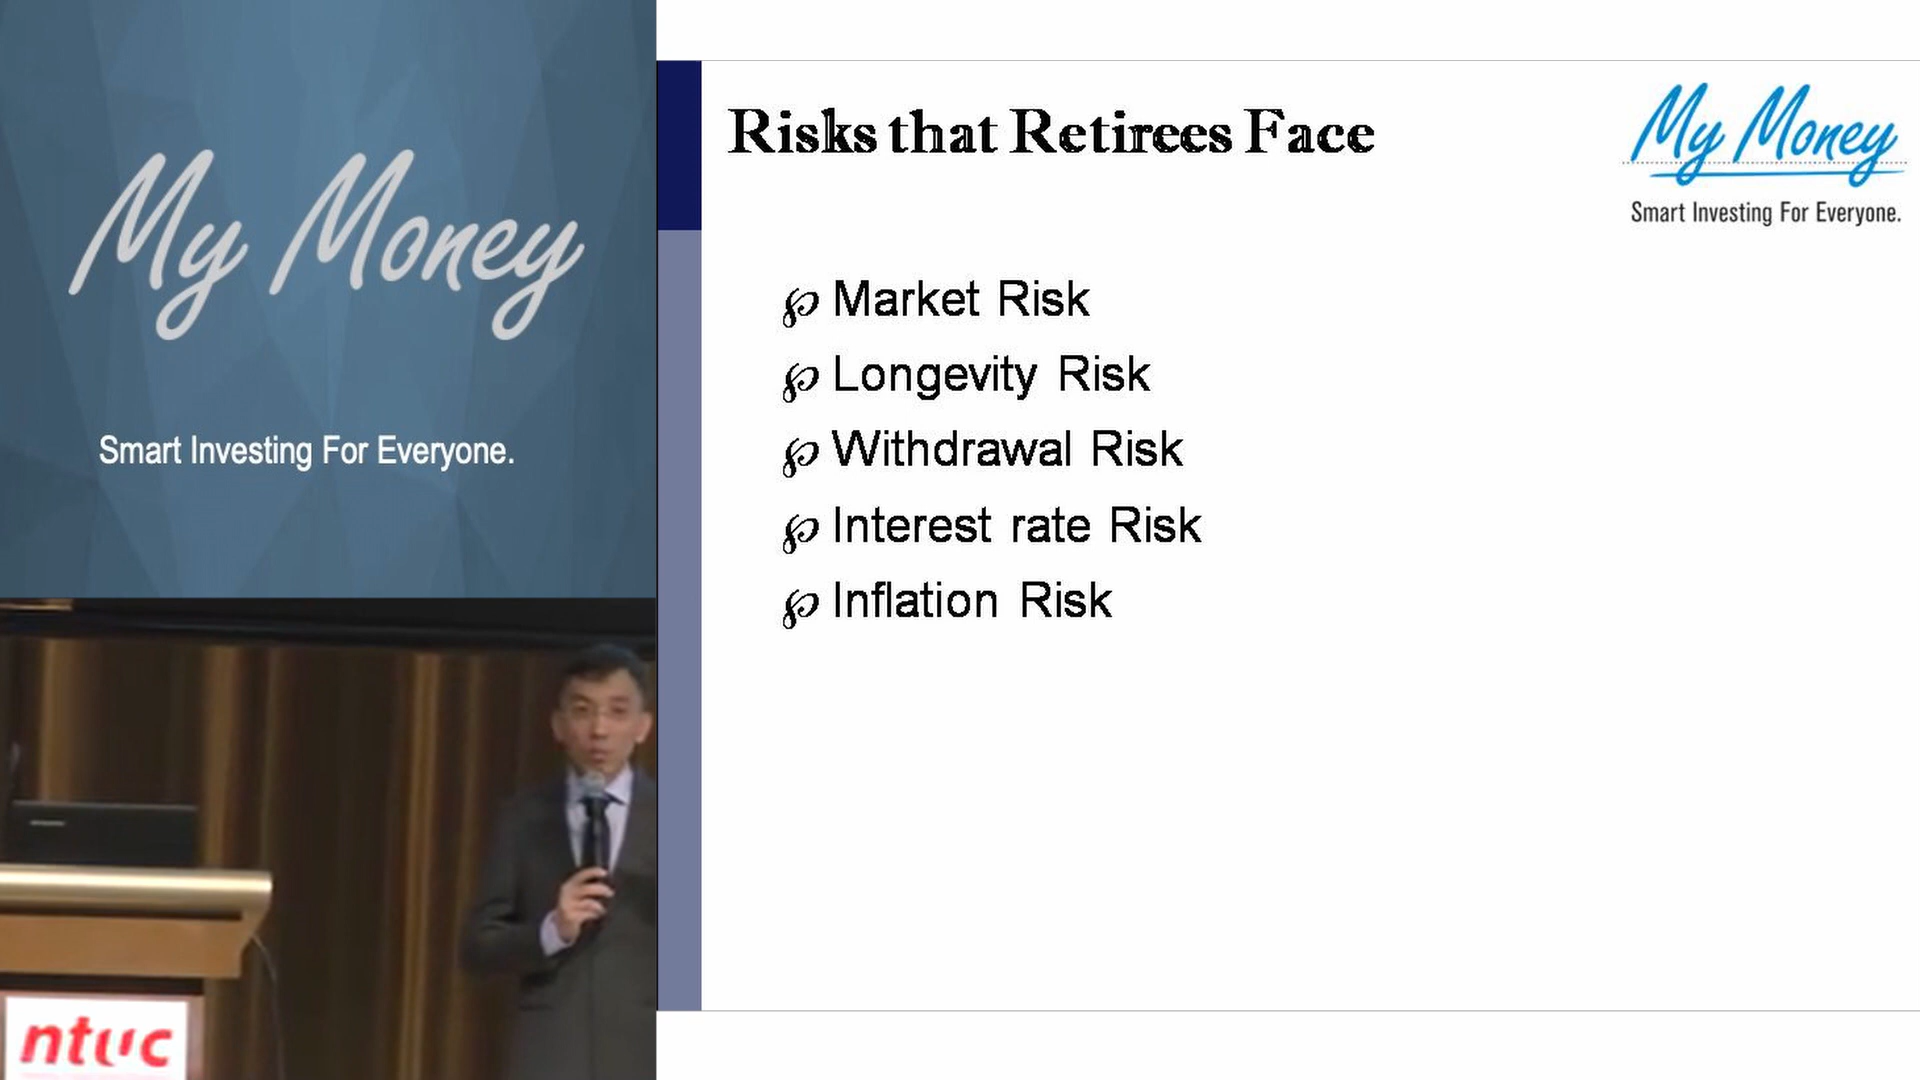 My Money
Smart Investing For Everyone.
ntuc
Risks that Retirees Face
My Money
Smart Investing For Everyone.
Market Risk
Longevity Risk
Withdrawal Risk
Interest rate Risk
Inflation Risk